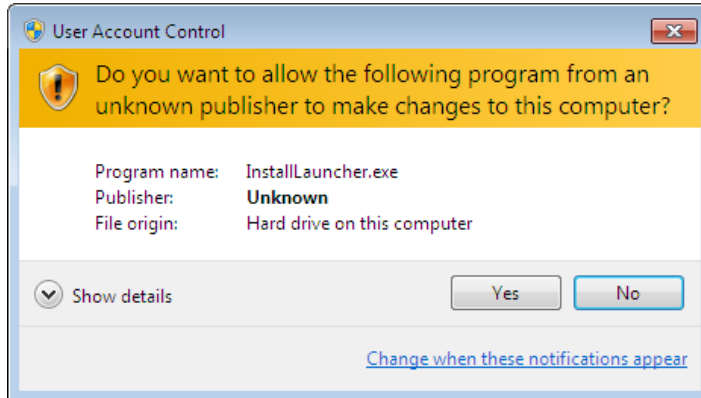 User Account Control
Do you want to allow the following program from an
unknown publisher to make changes to this computer?
Program name: InstallLauncher.exe
Publisher: Unknown
File origin: Hard drive on this computer
Show details
Yes
No
Change when these notifications appear